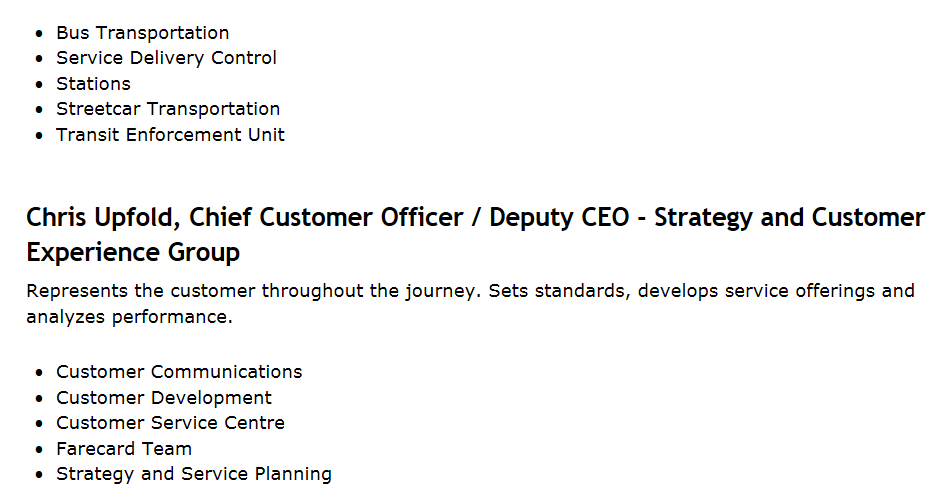 • Bus Transportation
• Service Delivery Control
• Stations
• Streetcar Transportation
• Transit Enforcement Unit
Chris Upfold, Chief Customer Officer / Deputy CEO - Strategy and Customer
Experience Group
Represents the customer throughout the journey. Sets standards, develops service offerings and
analyzes performance.
• Customer Communications
• Customer Development
• Customer Service Centre
• Farecard Team
• Strategy and Service Planning